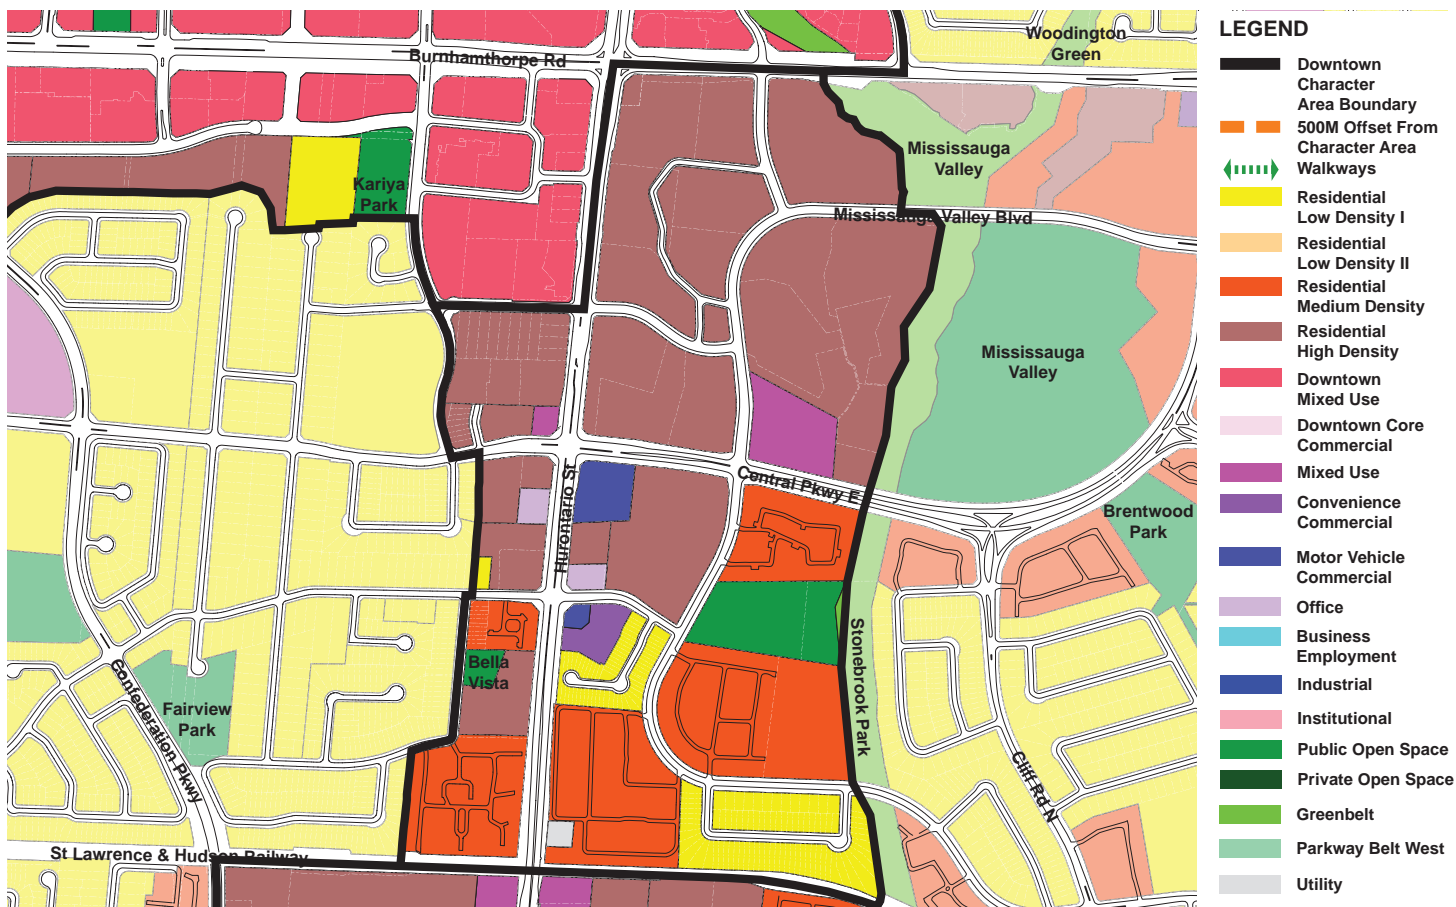 Woodington
Green
Burnhamthorpe Rd
Mississauga
Valley
Kariya
Park
Mississauga Valley Blvd
Mississauga
Valley
Central Pkwy E
Hurontario St
Brentwood
Park
Stonebrook Park
Bella
Vista
Confederation Pkwy
Fairview
Park
Cliff Rd N
St Lawrence & Hudson Railway
LEGEND
Downtown
Character
Area Boundary
500M Offset From
Character Area
Walkways
Residential
Low Density I
Residential
Low Density II
Residential
Medium Density
Residential
High Density
Downtown
Mixed Use
Downtown Core
Commercial
Mixed Use
Convenience
Commercial
Motor Vehicle
Commercial
Office
Business
Employment
Industrial
Institutional
Public Open Space
Private Open Space
Greenbelt
Parkway Belt West
Utility